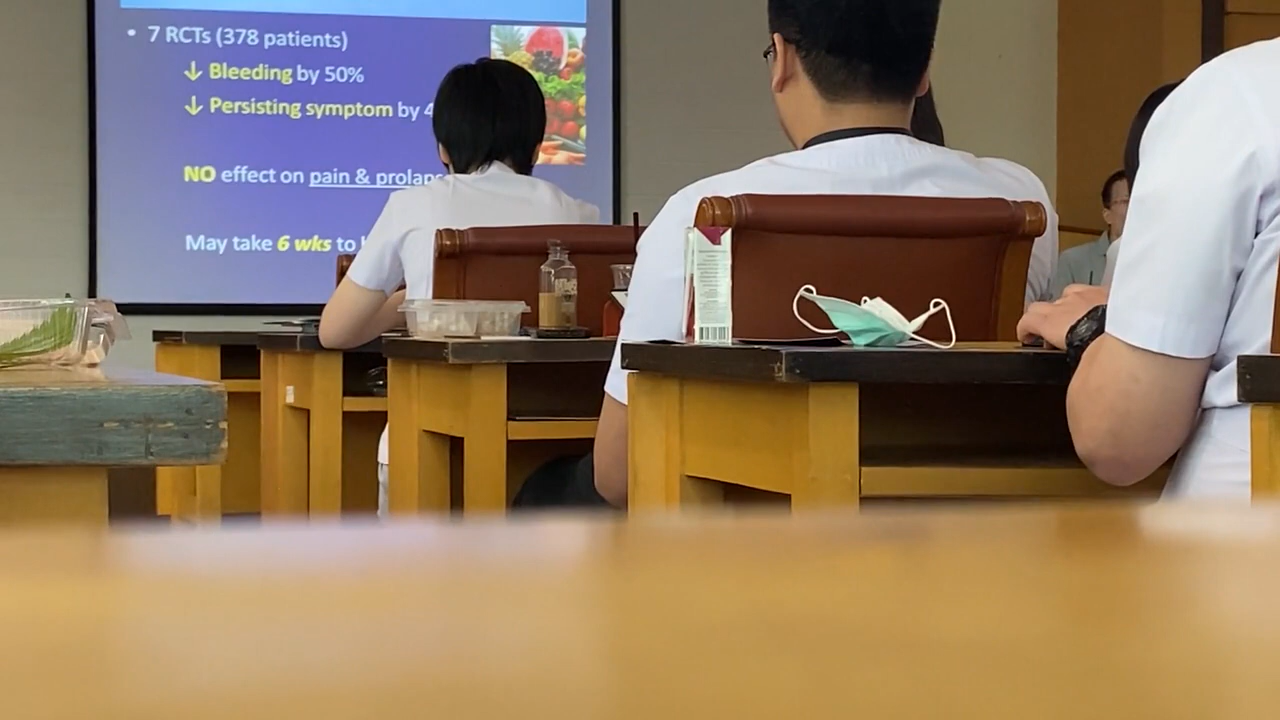 • 7 RCTs (378 patients)
↓ Bleeding by 50%
↓ Persisting symptom by
NO effect on pain &
May take 6 wks to